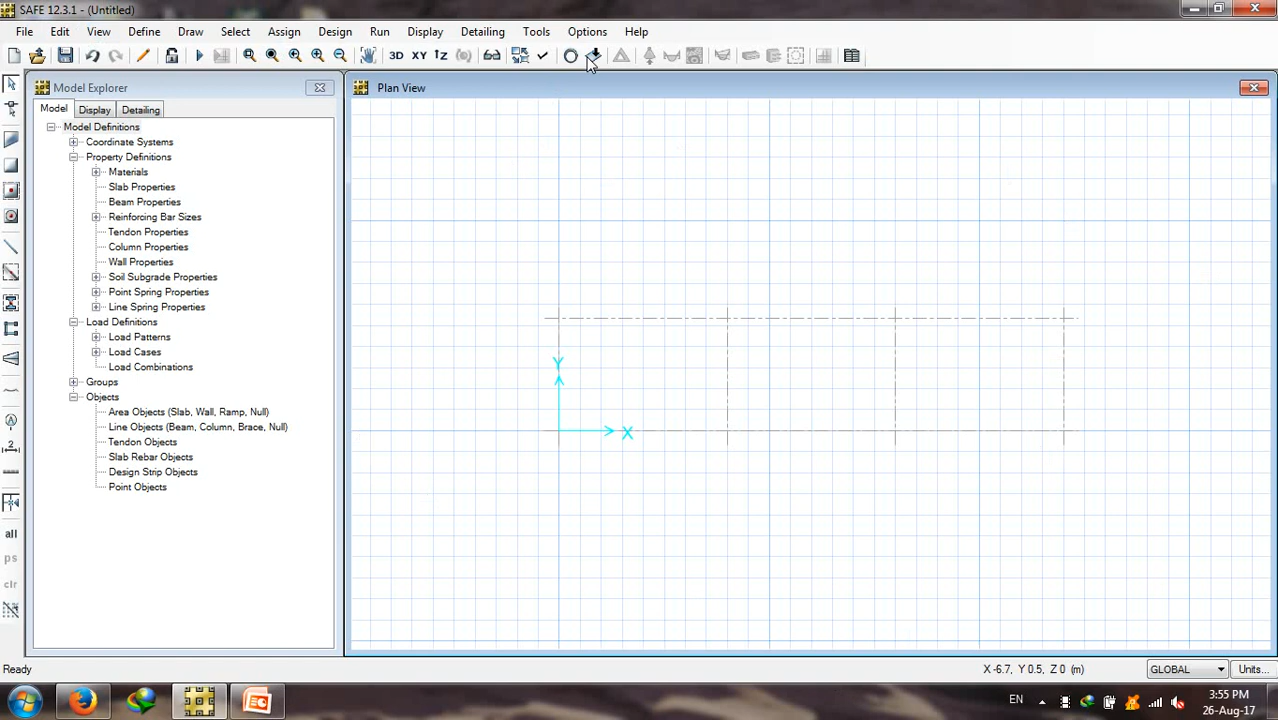 SAFE 12.3.1 - (Untitled)
File Edit View Define Draw Select Assign Design Run Display Detailing Tools Options Help
3D XY
Model Explorer
Plan View
Model Display Detailing
Model Definitions
Coordinate Systems
Property Definitions
Materials
Slab Properties
Beam Properties
Reinforcing Bar Sizes
Tendon Properties
Column Properties
Wall Properties
Soil Subgrade Properties
Point Spring Properties
Line Spring Properties
Load Definitions
Load Patterns
Load Cases
Load Combinations
Groups
Objects
Area Objects (Slab, Wall, Ramp, Null)
Line Objects (Beam, Column, Brace, Null)
Tendon Objects
Slab Rebar Objects
Design Strip Objects
Point Objects
Y
X
all
ps
clr
Ready
X -6.7, Y 0.5, Z 0 (m)
GLOBAL
Units...
EN
3:55 PM
26-Aug-17